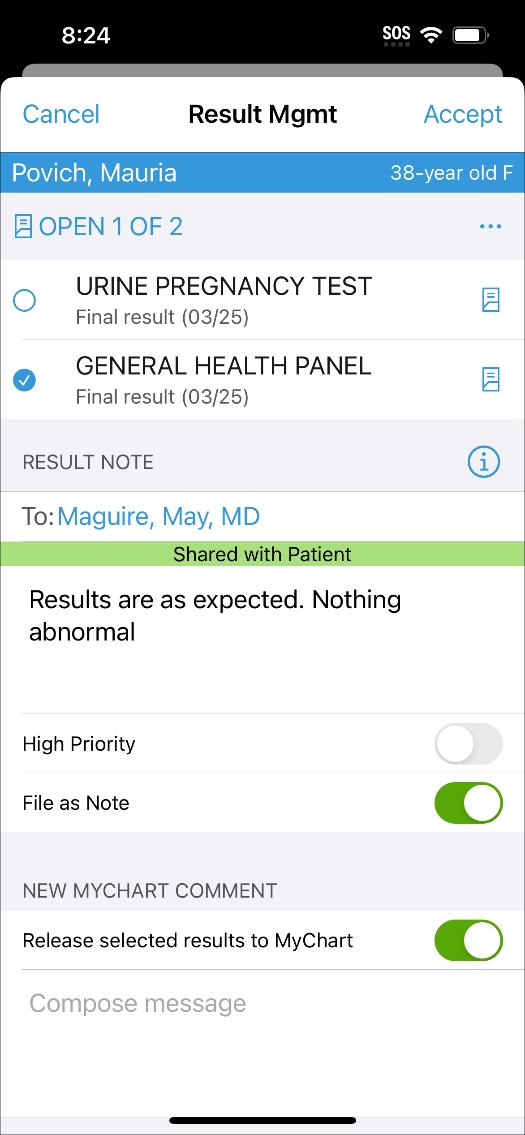 8:24 SOS
Cancel Result Mgmt Accept
Povich, Mauria 38-year old F
OPEN 1 OF 2
URINE PREGNANCY TEST
Final result (03/25)
GENERAL HEALTH PANEL
Final result (03/25)
RESULT NOTE
To: Maguire, May, MD
Shared with Patient
Results are as expected. Nothing
abnormal
High Priority
File as Note
NEW MYCHART COMMENT
Release selected results to MyChart
Compose message